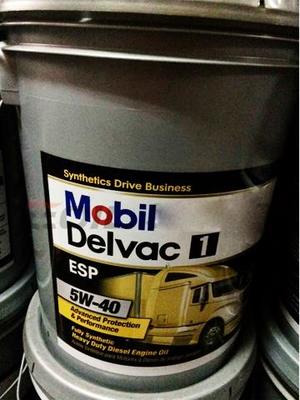 Synthetics Drive Business
Mobil
Delvac 1
ESP
5W-40
Advanced Protection
& Performance
Fully Synthetic
Heavy Duty Diesel Engine Oil